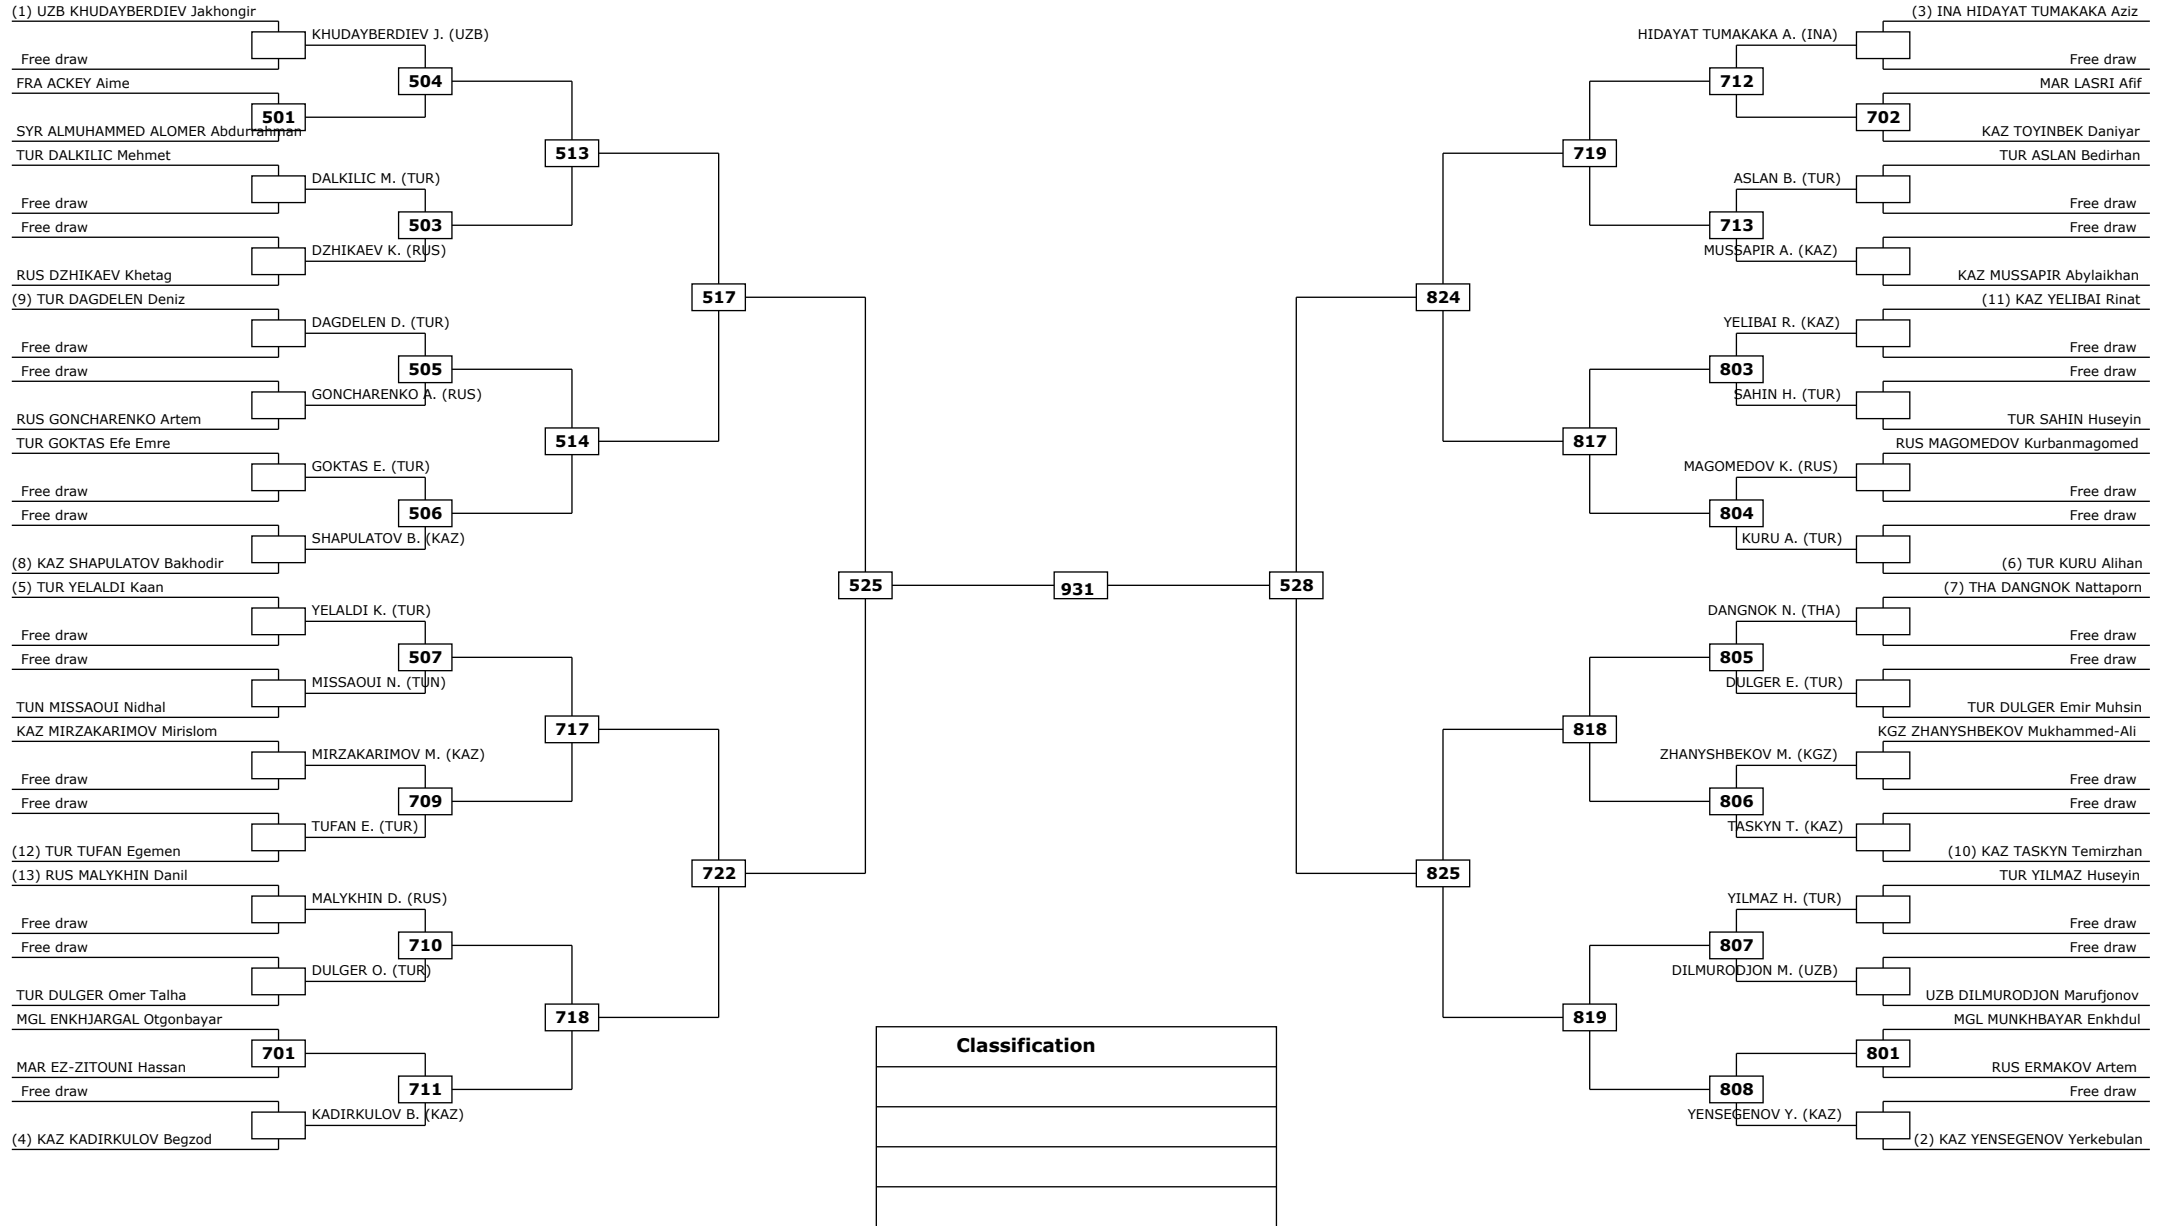 (1) UZB KHUDAYBERDIEV Jakhongir
KHUDAYBERDIEV J. (UZB)
Free draw
504
FRA ACKEY Aime
501
SYR ALMUHAMMED ALOMER Abdurrahman
513
TUR DALKILIC Mehmet
DALKILIC M. (TUR)
Free draw
503
Free draw
DZHIKAEV K. (RUS)
RUS DZHIKAEV Khetag
517
(9) TUR DAGDELEN Deniz
DAGDELEN D. (TUR)
Free draw
505
Free draw
GONCHARENKO A. (RUS)
RUS GONCHARENKO Artem
514
TUR GOKTAS Efe Emre
GOKTAS E. (TUR)
Free draw
506
Free draw
SHAPULATOV B. (KAZ)
(8) KAZ SHAPULATOV Bakhodir
525
(5) TUR YELALDI Kaan
YELALDI K. (TUR)
Free draw
507
Free draw
MISSAOUI N. (TUN)
TUN MISSAOUI Nidhal
717
KAZ MIRZAKARIMOV Mirislom
MIRZAKARIMOV M. (KAZ)
Free draw
709
Free draw
TUFAN E. (TUR)
(12) TUR TUFAN Egemen
722
(13) RUS MALYKHIN Danil
MALYKHIN D. (RUS)
Free draw
710
Free draw
DULGER O. (TUR)
TUR DULGER Omer Talha
718
MGL ENKHJARGAL Otgonbayar
701
MAR EZ-ZITOUNI Hassan
711
Free draw
KADIRKULOV B. (KAZ)
(4) KAZ KADIRKULOV Begzod
931
(3) INA HIDAYAT TUMAKAKA Aziz
HIDAYAT TUMAKAKA A. (INA)
Free draw
712
MAR LASRI Afif
702
KAZ TOYINBEK Daniyar
719
TUR ASLAN Bedirhan
ASLAN B. (TUR)
Free draw
713
Free draw
MUSSAPIR A. (KAZ)
KAZ MUSSAPIR Abylaikhan
824
(11) KAZ YELIBAI Rinat
YELIBAI R. (KAZ)
Free draw
803
Free draw
SAHIN H. (TUR)
TUR SAHIN Huseyin
817
RUS MAGOMEDOV Kurbanmagomed
MAGOMEDOV K. (RUS)
Free draw
804
Free draw
KURU A. (TUR)
(6) TUR KURU Alihan
528
(7) THA DANGNOK Nattaporn
DANGNOK N. (THA)
Free draw
805
Free draw
DULGER E. (TUR)
TUR DULGER Emir Muhsin
818
KGZ ZHANYSHBEKOV Mukhammed-Ali
ZHANYSHBEKOV M. (KGZ)
Free draw
806
Free draw
TASKYN T. (KAZ)
(10) KAZ TASKYN Temirzhan
825
TUR YILMAZ Huseyin
YILMAZ H. (TUR)
Free draw
807
Free draw
DILMURODJON M. (UZB)
UZB DILMURODJON Marufjonov
819
MGL MUNKHBAYAR Enkhdul
801
RUS ERMAKOV Artem
808
Free draw
YENSEGENOV Y. (KAZ)
(2) KAZ YENSEGENOV Yerkebulan
Classification